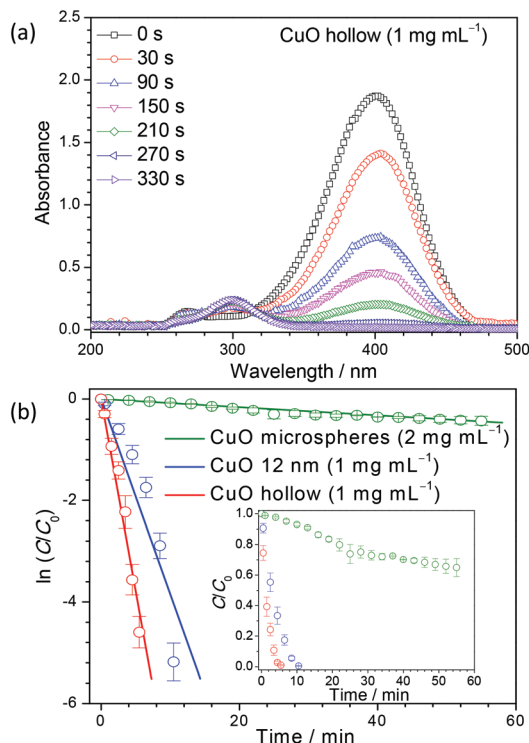 (a)
CuO hollow (1 mg mL⁻¹)
0 s
30 s
90 s
150 s
210 s
270 s
330 s
2.5
2.0
1.5
1.0
0.5
0.0
Absorbance
200 300 400 500
Wavelength / nm
(b)
0
-2
-4
-6
ln (C/C₀)
CuO microspheres (2 mg mL⁻¹)
CuO 12 nm (1 mg mL⁻¹)
CuO hollow (1 mg mL⁻¹)
1.0
0.8
0.6
0.4
0.2
0.0
C/C₀
0 10 20 30 40 50 60
Time / min
0 20 40 60
Time / min